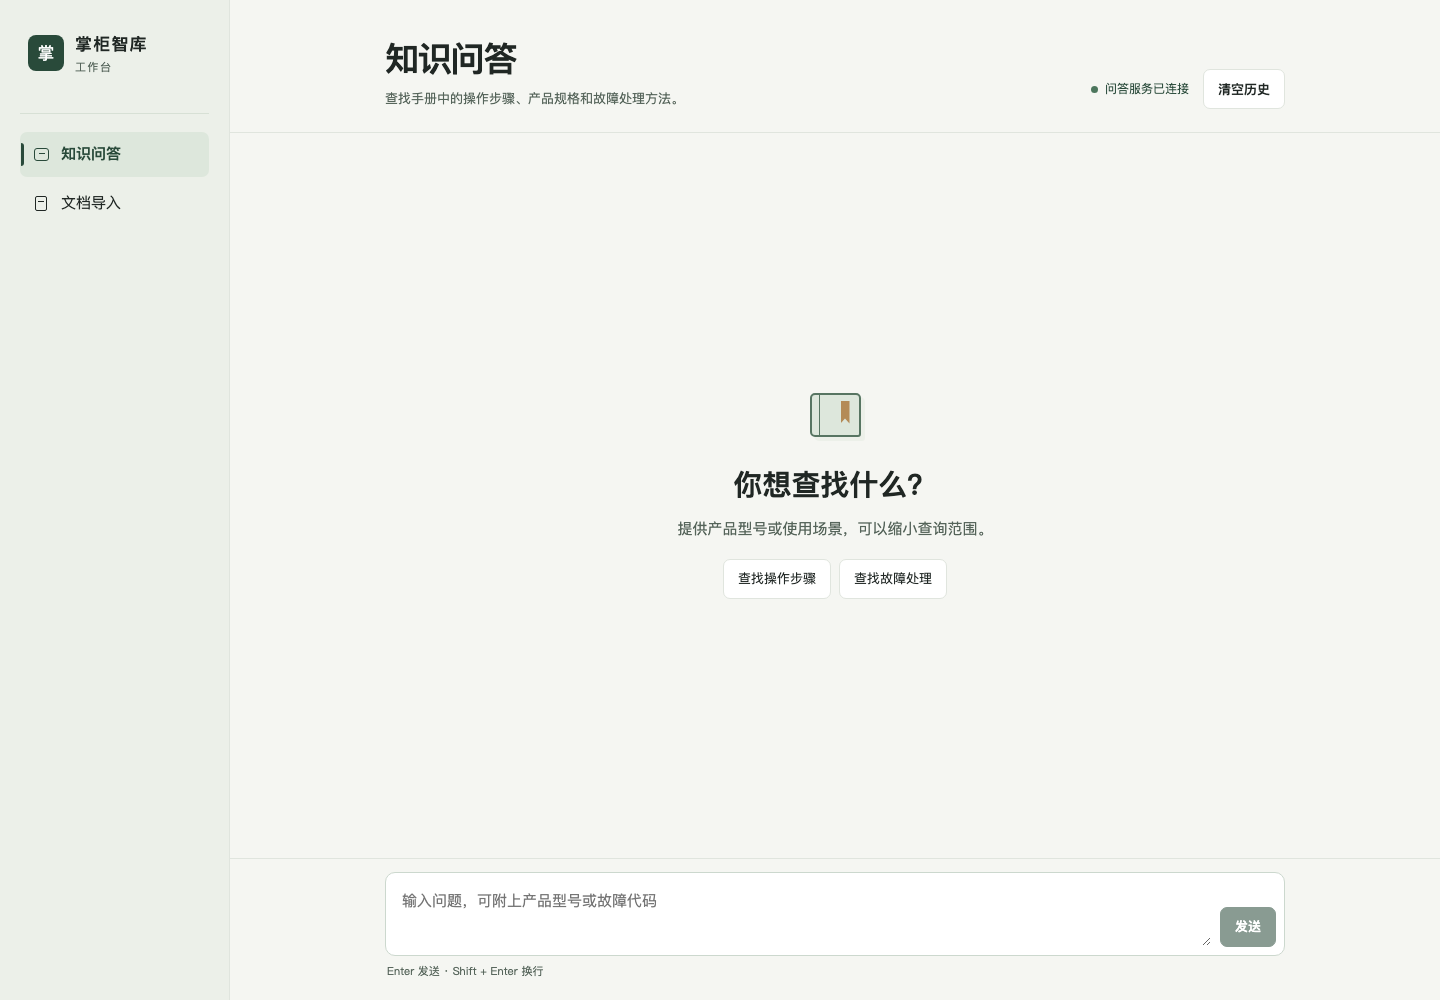 掌
掌柜智库
工作台
知识问答
文档导入
知识问答
查找手册中的操作步骤、产品规格和故障处理方法。
问答服务已连接
清空历史
你想查找什么？
提供产品型号或使用场景，可以缩小查询范围。
查找操作步骤
查找故障处理
输入问题，可附上产品型号或故障代码
发送
Enter 发送 · Shift + Enter 换行